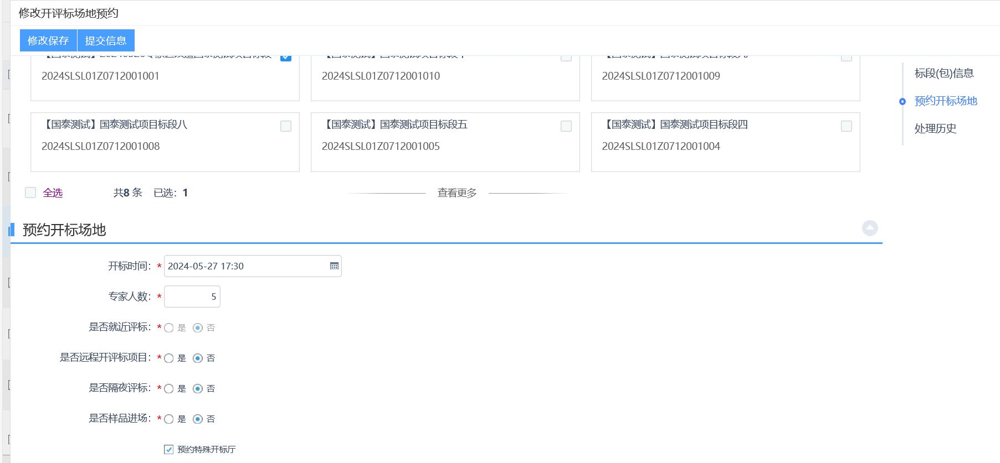 修改开评标场地预约
修改保存 提交信息
2024SLSL01Z0712001001
2024SLSL01Z0712001010
2024SLSL01Z0712001009
【国泰测试】国泰测试项目标段八
2024SLSL01Z0712001008
【国泰测试】国泰测试项目标段五
2024SLSL01Z0712001005
【国泰测试】国泰测试项目标段四
2024SLSL01Z0712001004
全选 共8 条 已选：1 查看更多
预约开标场地
开标时间：* 2024-05-27 17:30
专家人数：* 5
是否就近评标：* 是 否
是否远程开评标项目：* 是 否
是否隔夜评标：* 是 否
是否样品进场：* 是 否
预约特殊开标厅
标段(包)信息
预约开标场地
处理历史